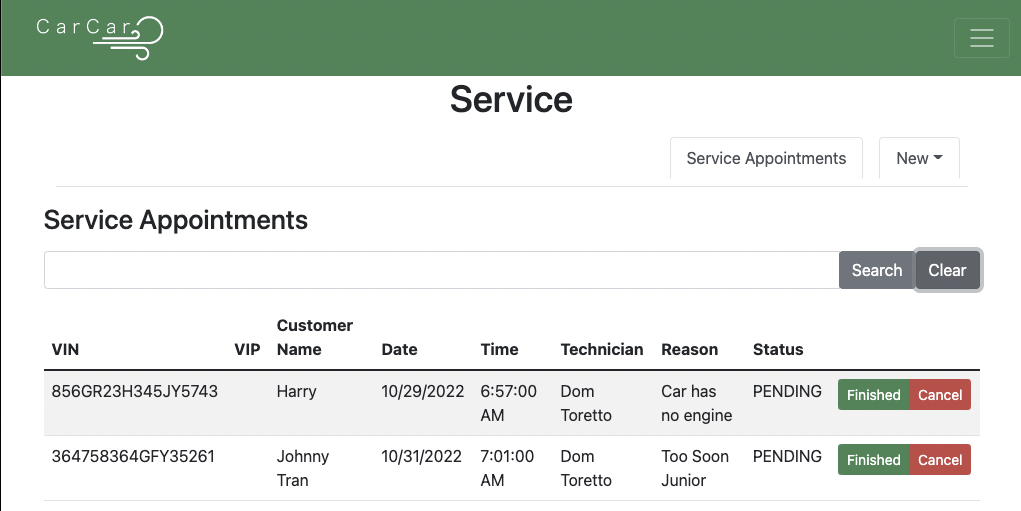 CarCar
Service
Service Appointments New
Service Appointments
Search Clear
Customer
VIN VIP Name Date Time Technician Reason Status
856GR23H345JY5743 Harry 10/29/2022 6:57:00 Dom Car has PENDING Finished Cancel
AM Toretto no engine
364758364GFY35261 Johnny 10/31/2022 7:01:00 Dom Too Soon PENDING Finished Cancel
Tran AM Toretto Junior